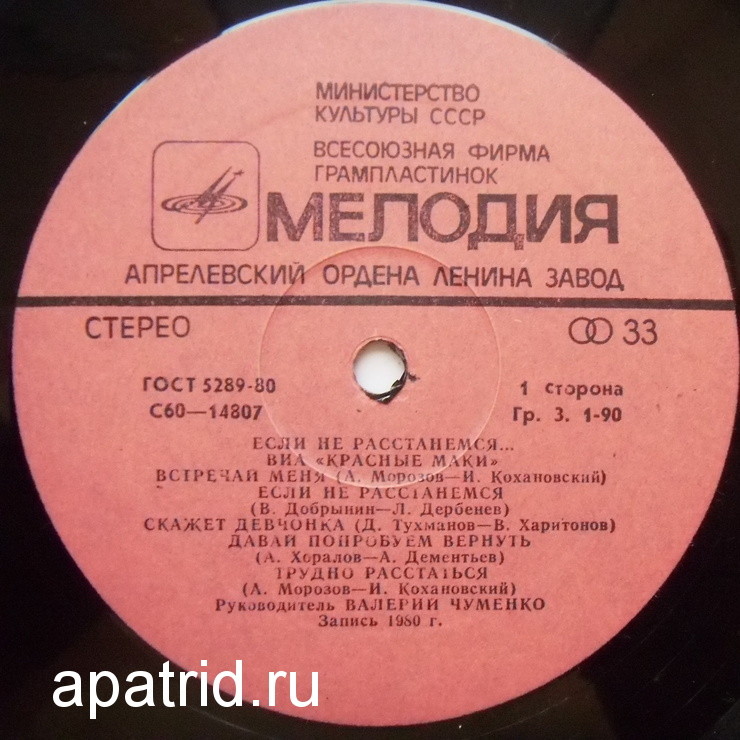 МИНИСТЕРСТВО
КУЛЬТУРЫ СССР
ВСЕСОЮЗНАЯ ФИРМА
ГРАМПЛАСТИНОК
МЕЛОДИЯ
АПРЕЛЕВСКИЙ ОРДЕНА ЛЕНИНА ЗАВОД
СТЕРЕО
33
ГОСТ 5289-80
С60—14807
1 сторона
Гр. 3. 1-90
ЕСЛИ НЕ РАССТАНЕМСЯ...
ВИА «КРАСНЫЕ МАКИ»
ВСТРЕЧАЙ МЕНЯ (А. Морозов—И. Кохановский)
ЕСЛИ НЕ РАССТАНЕМСЯ
(В. Добрынин—Л. Дербенев)
СКАЖЕТ ДЕВЧОНКА (Д. Тухманов—В. Харитонов)
ДАВАЙ ПОПРОБУЕМ ВЕРНУТЬ
(А. Хоралов—А. Дементьев)
ТРУДНО РАССТАТЬСЯ
(А. Морозов—И. Кохановский)
Руководитель ВАЛЕРИЙ ЧУМЕНКО
Запись 1980 г.
apatrid.ru